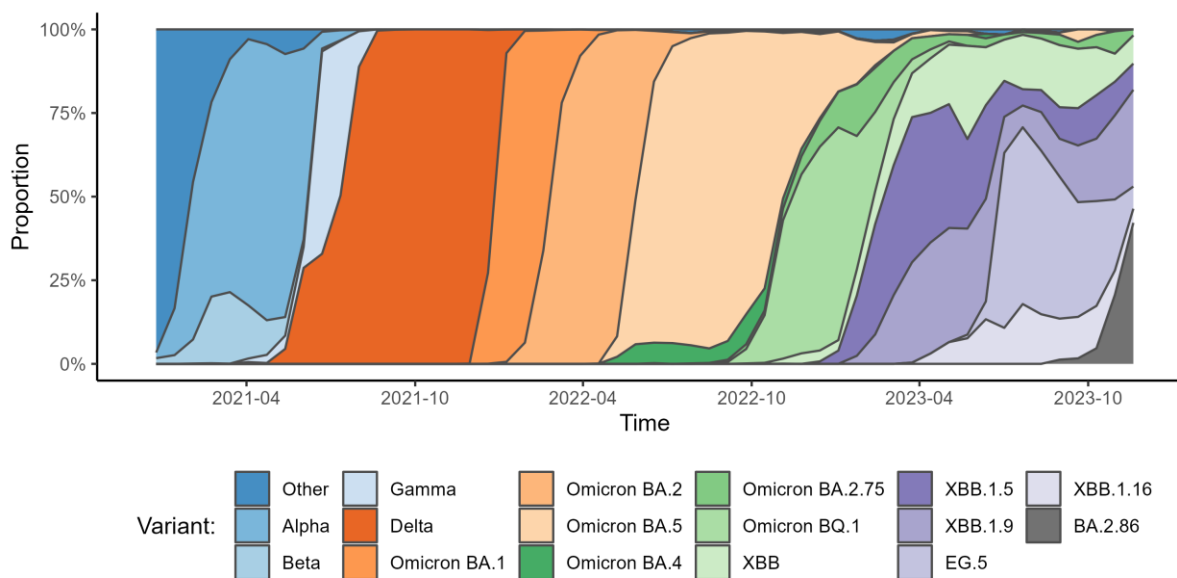 100%
75%
50%
25%
0%
Proportion
2021-04 2021-10 2022-04 2022-10 2023-04 2023-10
Time
Variant:
Other Gamma Omicron BA.2 Omicron BA.2.75 XBB.1.5 XBB.1.16
Alpha Delta Omicron BA.5 Omicron BQ.1 XBB.1.9 BA.2.86
Beta Omicron BA.1 Omicron BA.4 XBB EG.5